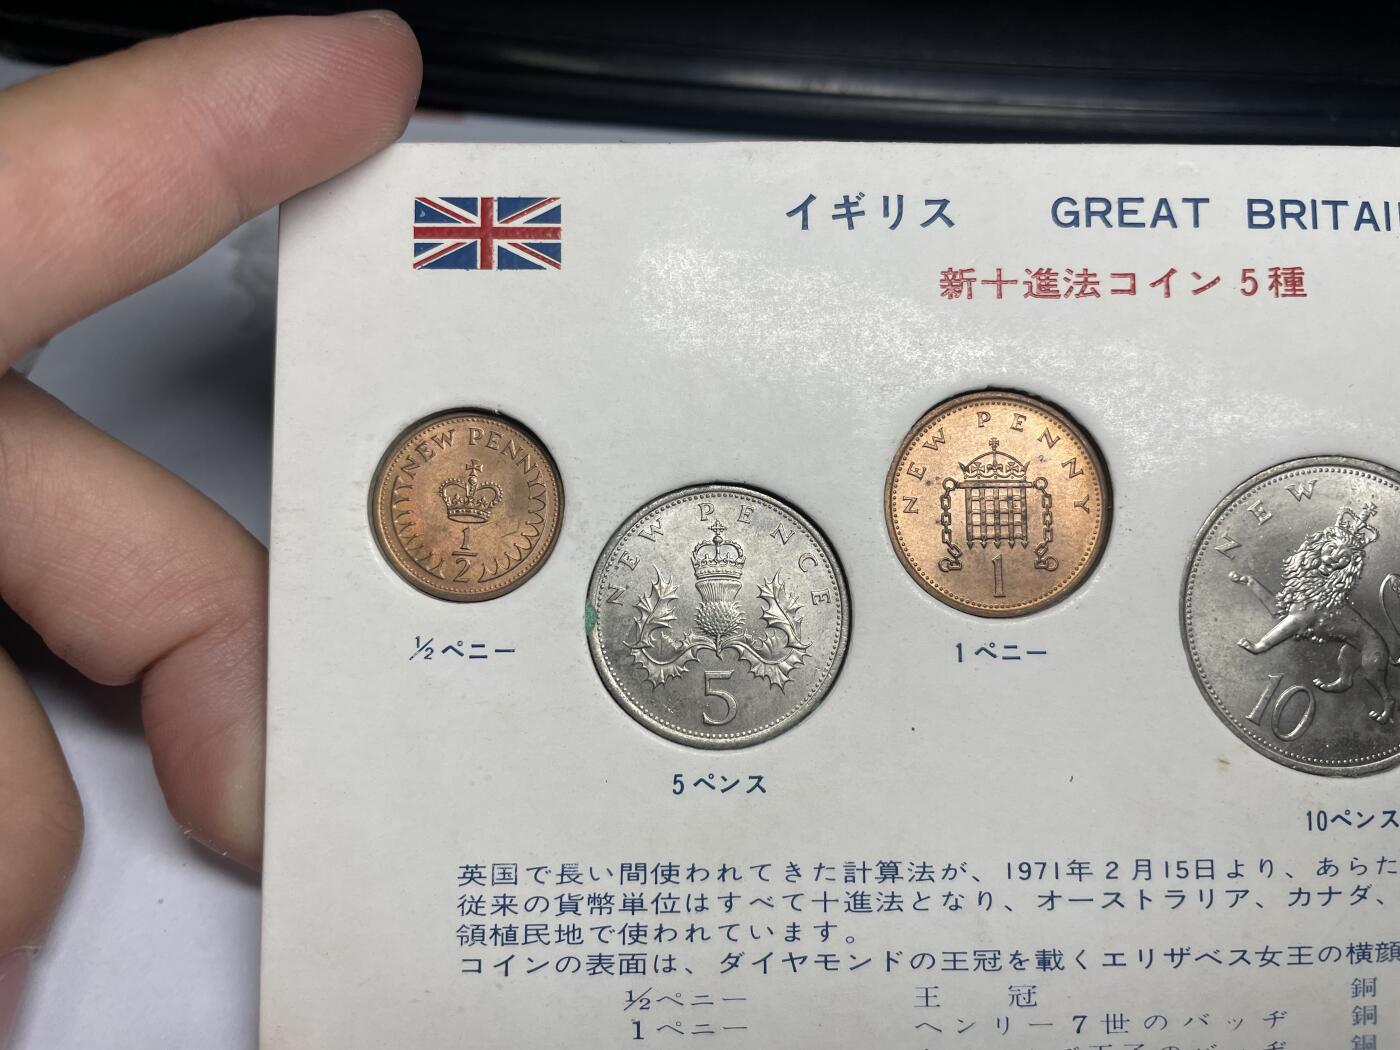 イギリス GREAT BRITAI
新十進法コイン5種
NEW PENNY
1/2
NEW PENCE
5
NEW PENNY
1
NEW
10
½ペニー
1ペニー
5ペンス
10ペンス
英国で長い間使われてきた計算法が、1971年2月15日より、あらた
従来の貨幣単位はすべて十進法となり、オーストラリア、カナダ、
領植民地で使われています。
コインの表面は、ダイヤモンドの王冠を載くエリザベス女王の横顔
½ペニー 王冠 銅
1ペニー ヘンリー7世のバッヂ 銅